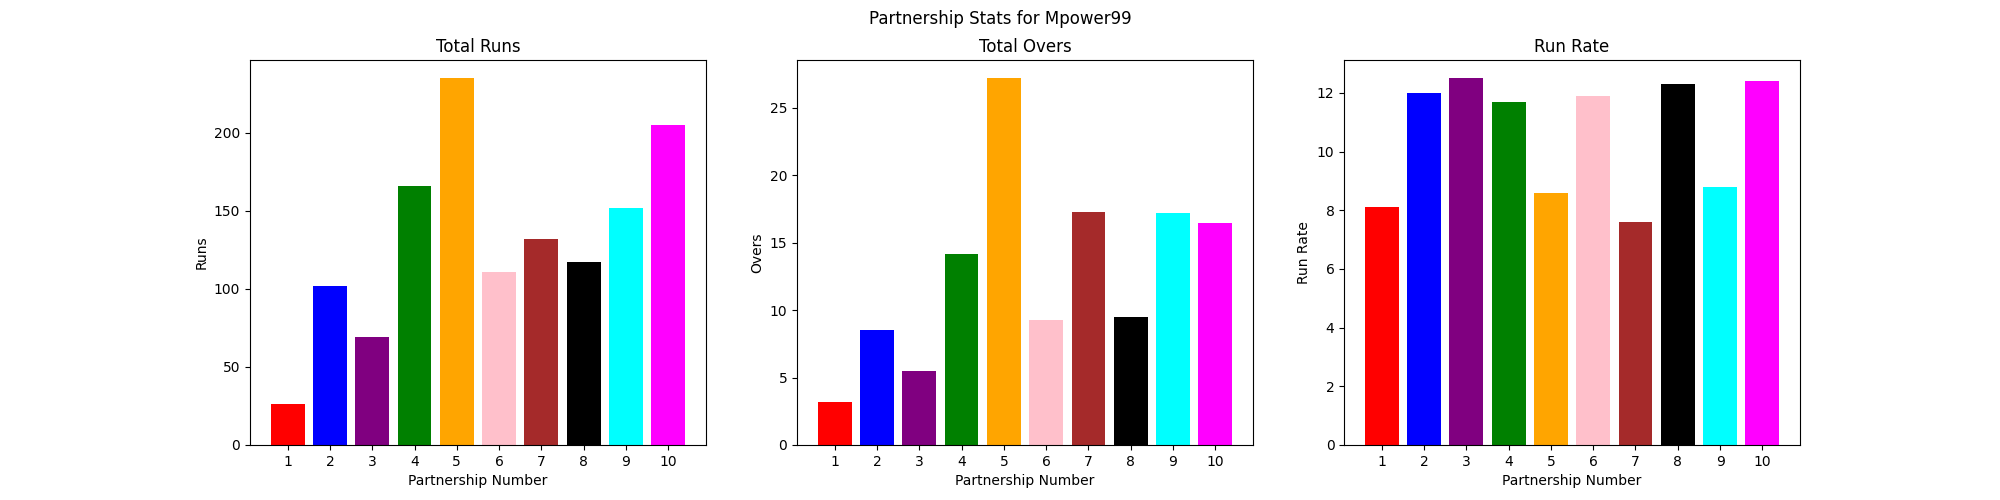 Partnership Stats for Mpower99
Total Runs
Runs
200
150
100
50
0
1 2 3 4 5 6 7 8 9 10
Partnership Number
Total Overs
Overs
25
20
15
10
5
0
1 2 3 4 5 6 7 8 9 10
Partnership Number
Run Rate
Run Rate
12
10
8
6
4
2
0
1 2 3 4 5 6 7 8 9 10
Partnership Number